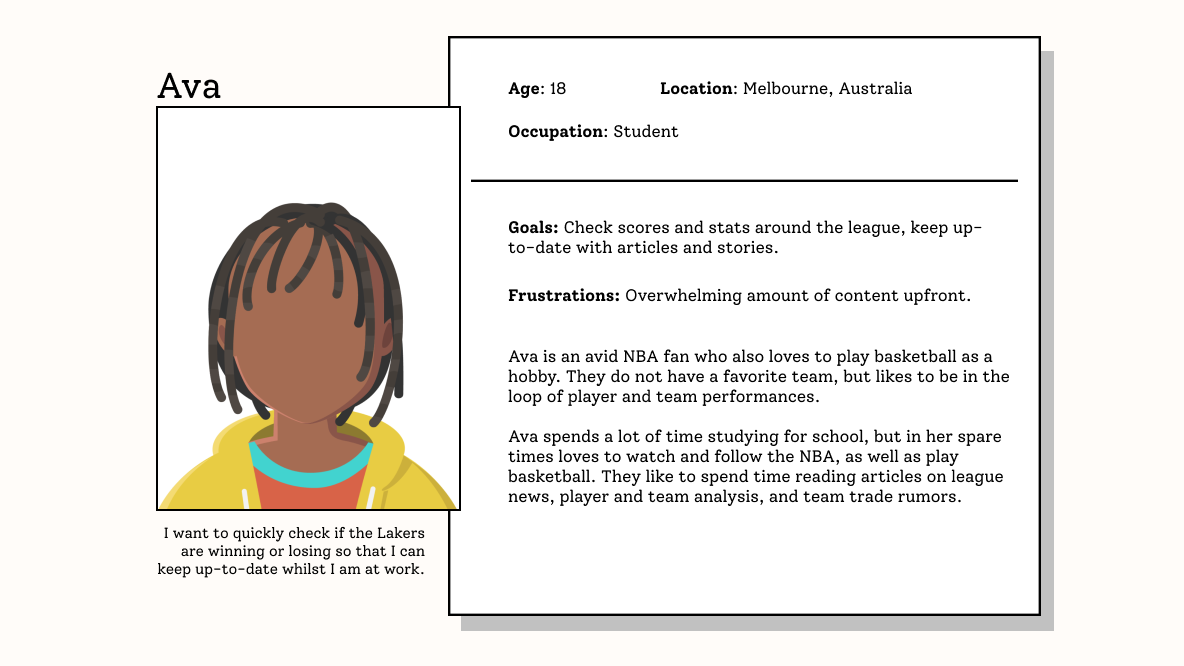 Ava
Age: 18
Location: Melbourne, Australia
Occupation: Student
Goals: Check scores and stats around the league, keep up-
to-date with articles and stories.
Frustrations: Overwhelming amount of content upfront.
Ava is an avid NBA fan who also loves to play basketball as a
hobby. They do not have a favorite team, but likes to be in the
loop of player and team performances.
Ava spends a lot of time studying for school, but in her spare
times loves to watch and follow the NBA, as well as play
basketball. They like to spend time reading articles on league
news, player and team analysis, and team trade rumors.
I want to quickly check if the Lakers
are winning or losing so that I can
keep up-to-date whilst I am at work.